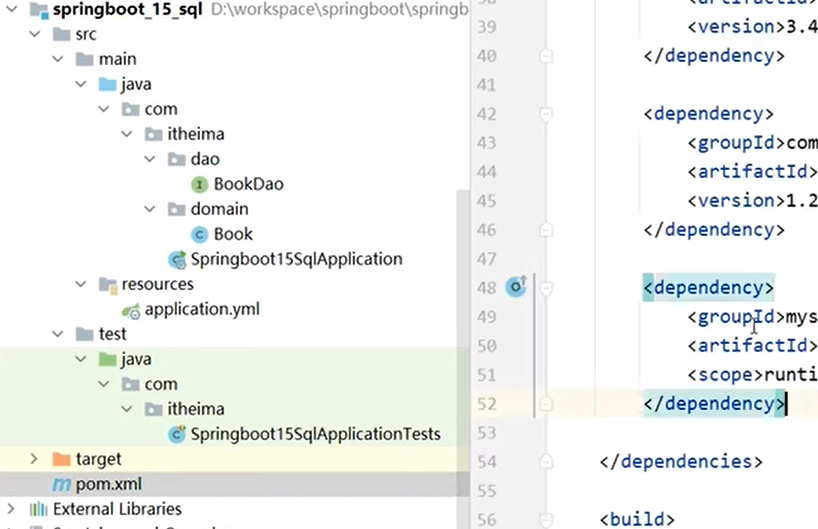 springboot_15_sql D:\workspace\springboot\springb
src
main
java
com
itheima
dao
BookDao
domain
Book
Springboot15SqlApplication
resources
application.yml
test
java
com
itheima
Springboot15SqlApplicationTests
target
pom.xml
External Libraries
39 <version>3.4
40 </dependency>
41
42 <dependency>
43 <groupId>com
44 <artifactId>
45 <version>1.2
46 </dependency>
47
48 <dependency>
49 <groupId>mys
50 <artifactId>
51 <scope>runti
52 </dependency>
53
54 </dependencies>
55
56 <build>